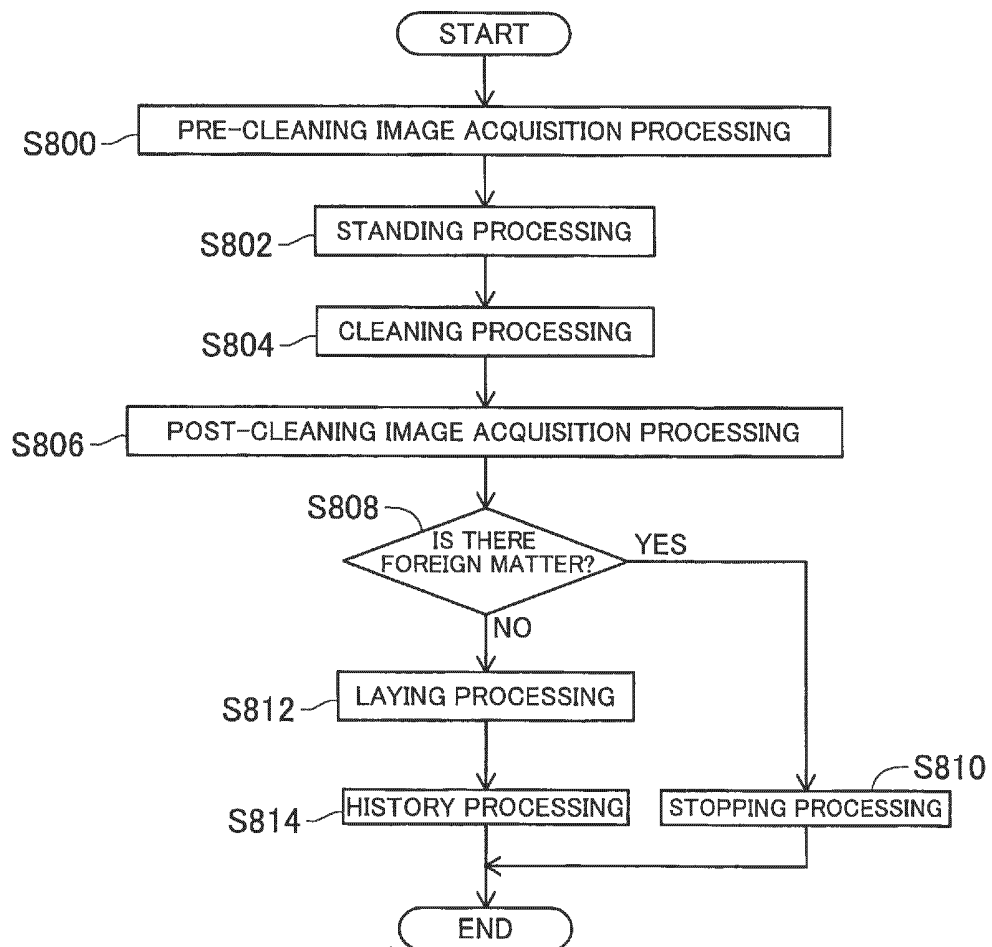 START
S800
PRE-CLEANING IMAGE ACQUISITION PROCESSING
S802
STANDING PROCESSING
S804
CLEANING PROCESSING
S806
POST-CLEANING IMAGE ACQUISITION PROCESSING
S808
IS THERE
FOREIGN MATTER?
YES
NO
S812
LAYING PROCESSING
S810
STOPPING PROCESSING
S814
HISTORY PROCESSING
END